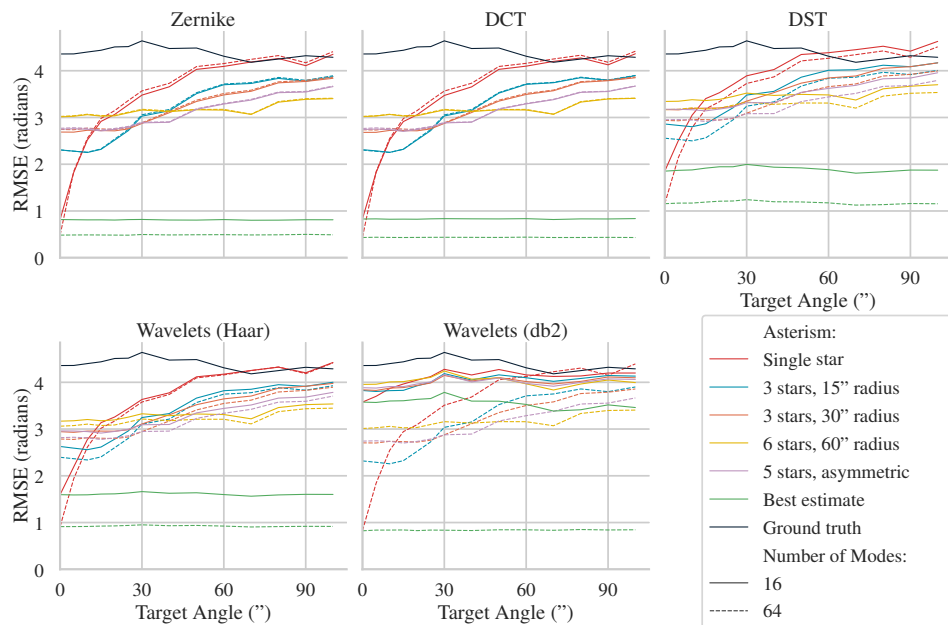 Zernike
DCT
DST
RMSE (radians)
4
3
2
1
0
0
30
60
90
Target Angle (”)
Wavelets (Haar)
Wavelets (db2)
RMSE (radians)
4
3
2
1
0
0
30
60
90
Target Angle (”)
0
30
60
90
Target Angle (”)
Asterism:
Single star
3 stars, 15” radius
3 stars, 30” radius
6 stars, 60” radius
5 stars, asymmetric
Best estimate
Ground truth
Number of Modes:
16
64